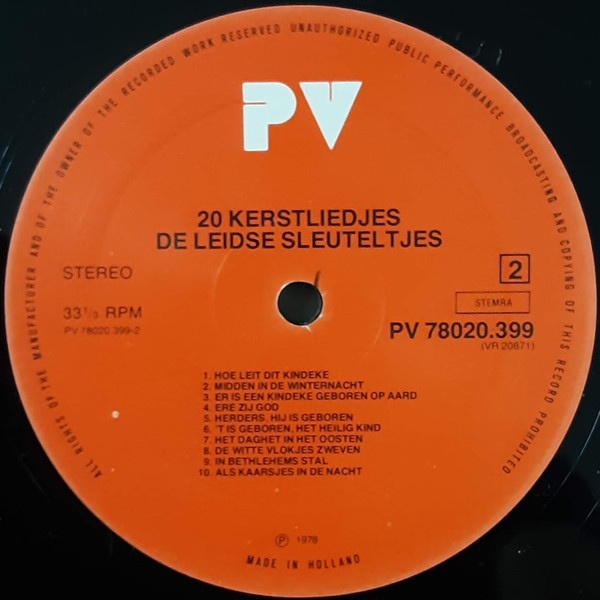 ALL RIGHTS OF THE MANUFACTURER AND OF THE OWNER OF THE RECORDED WORK RESERVED UNAUTHORIZED PUBLIC PERFORMANCE BROADCASTING AND COPYING OF THIS RECORD PROHIBITED
PV
20 KERSTLIEDJES
DE LEIDSE SLEUTELTJES
STEREO
2
33 1/3 RPM
STEMRA
PV 78020.399-2
PV 78020.399
(VR 20871)
1. HOE LEIT DIT KINDEKE
2. MIDDEN IN DE WINTERNACHT
3. ER IS EEN KINDEKE GEBOREN OP AARD
4. ERE ZIJ GOD
5. HERDERS, HIJ IS GEBOREN
6. 'T IS GEBOREN, HET HEILIG KIND
7. HET DAGHET IN HET OOSTEN
8. DE WITTE VLOKJES ZWEVEN
9. IN BETHLEHEMS STAL
10. ALS KAARSJES IN DE NACHT
℗ 1978
MADE IN HOLLAND